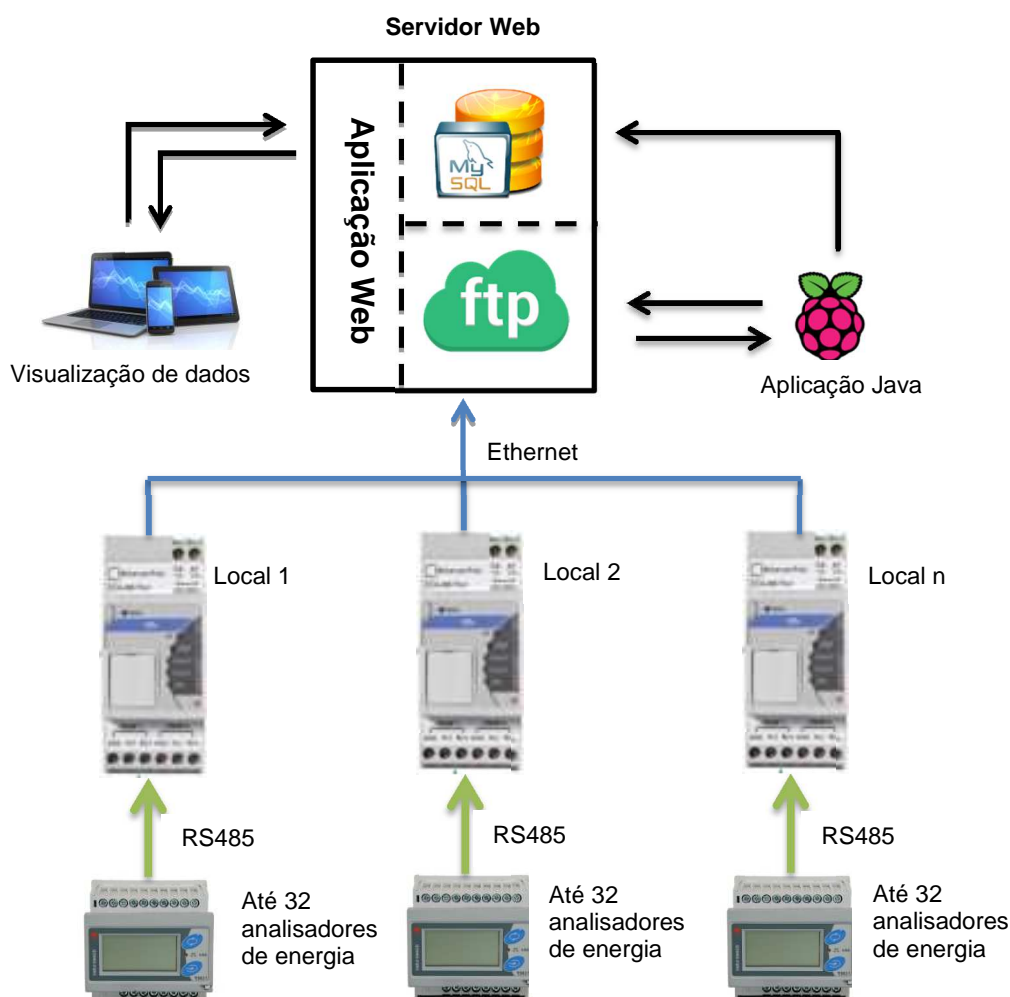 Servidor Web
Aplicação Web
My
SQL
ftp
Visualização de dados
Aplicação Java
Ethernet
Local 1
Local 2
Local n
RS485
RS485
RS485
Até 32
analisadores
de energia
Até 32
analisadores
de energia
Até 32
analisadores
de energia